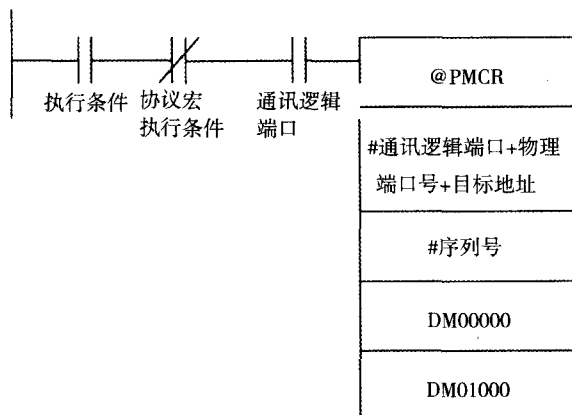 执行条件
协议宏
执行条件
通讯逻辑
端口
@PMCR
#通讯逻辑端口+物理
端口号+目标地址
#序列号
DM00000
DM01000